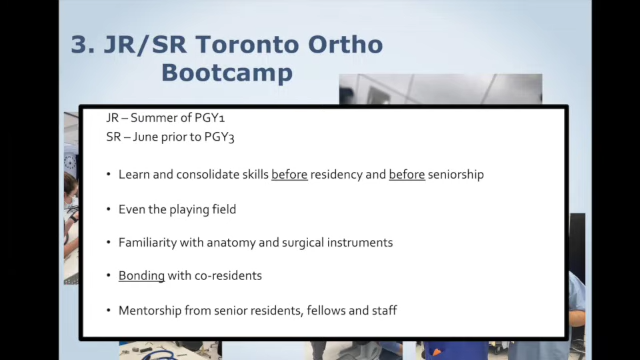 3. JR/SR Toronto Ortho
Bootcamp
JR – Summer of PGY1
SR – June prior to PGY3
• Learn and consolidate skills before residency and before seniorship
• Even the playing field
• Familiarity with anatomy and surgical instruments
• Bonding with co-residents
• Mentorship from senior residents, fellows and staff